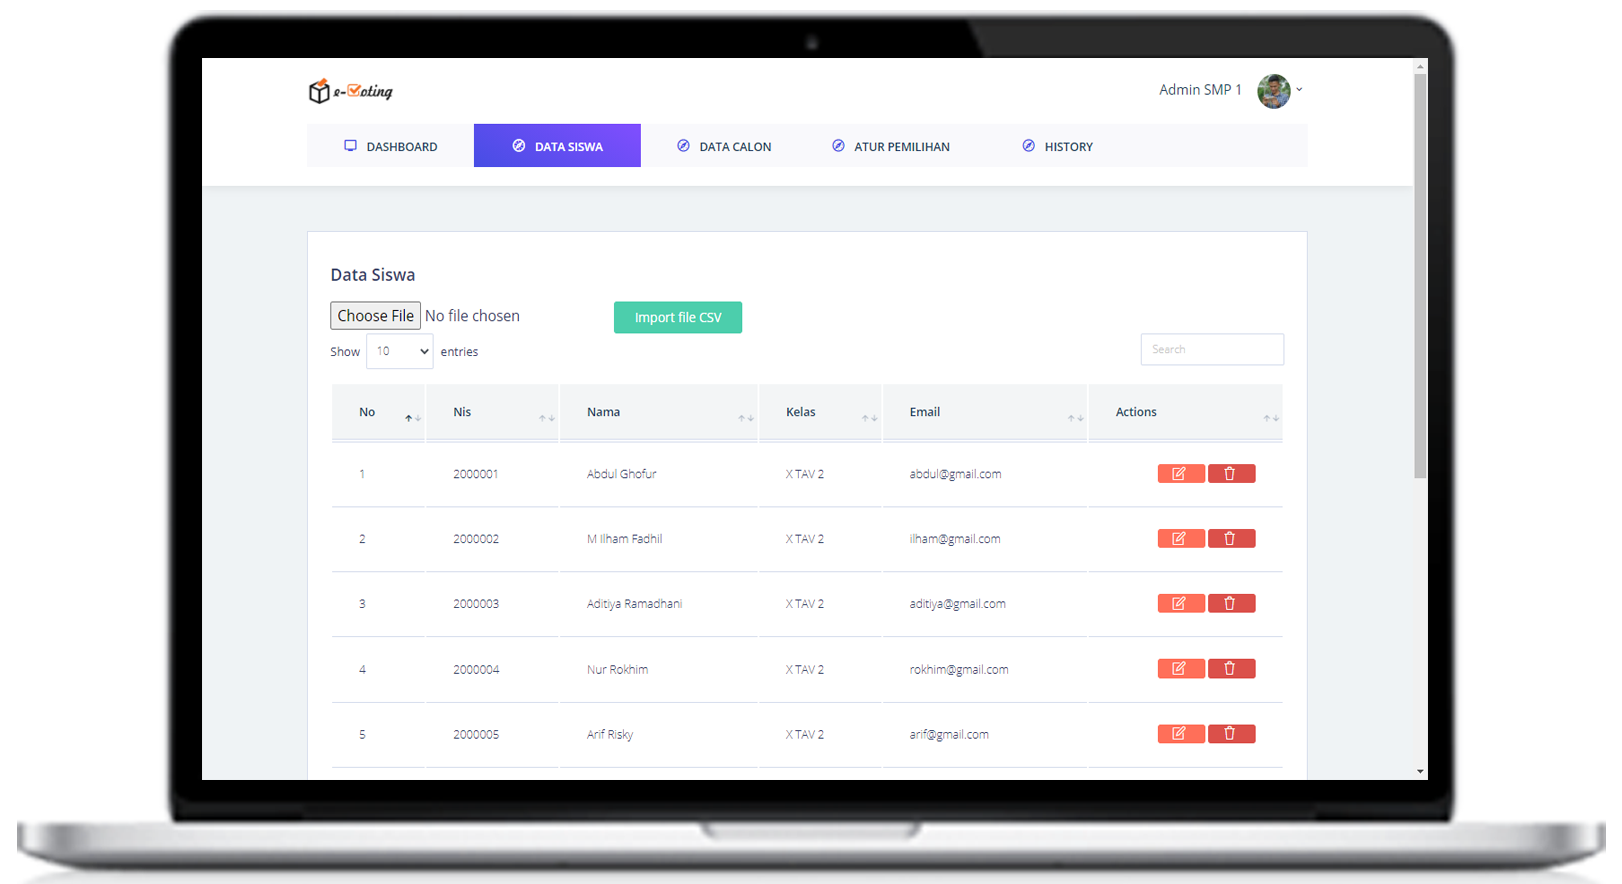 e-Voting
Admin SMP 1
DASHBOARD DATA SISWA DATA CALON ATUR PEMILIHAN HISTORY
Data Siswa
Choose File No file chosen Import file CSV
Show 10 entries Search
No Nis Nama Kelas Email Actions
1 2000001 Abdul Ghofur X TAV 2 abdul@gmail.com
2 2000002 M Ilham Fadhil X TAV 2 ilham@gmail.com
3 2000003 Aditiya Ramadhani X TAV 2 aditiya@gmail.com
4 2000004 Nur Rokhim X TAV 2 rokhim@gmail.com
5 2000005 Arif Risky X TAV 2 arif@gmail.com